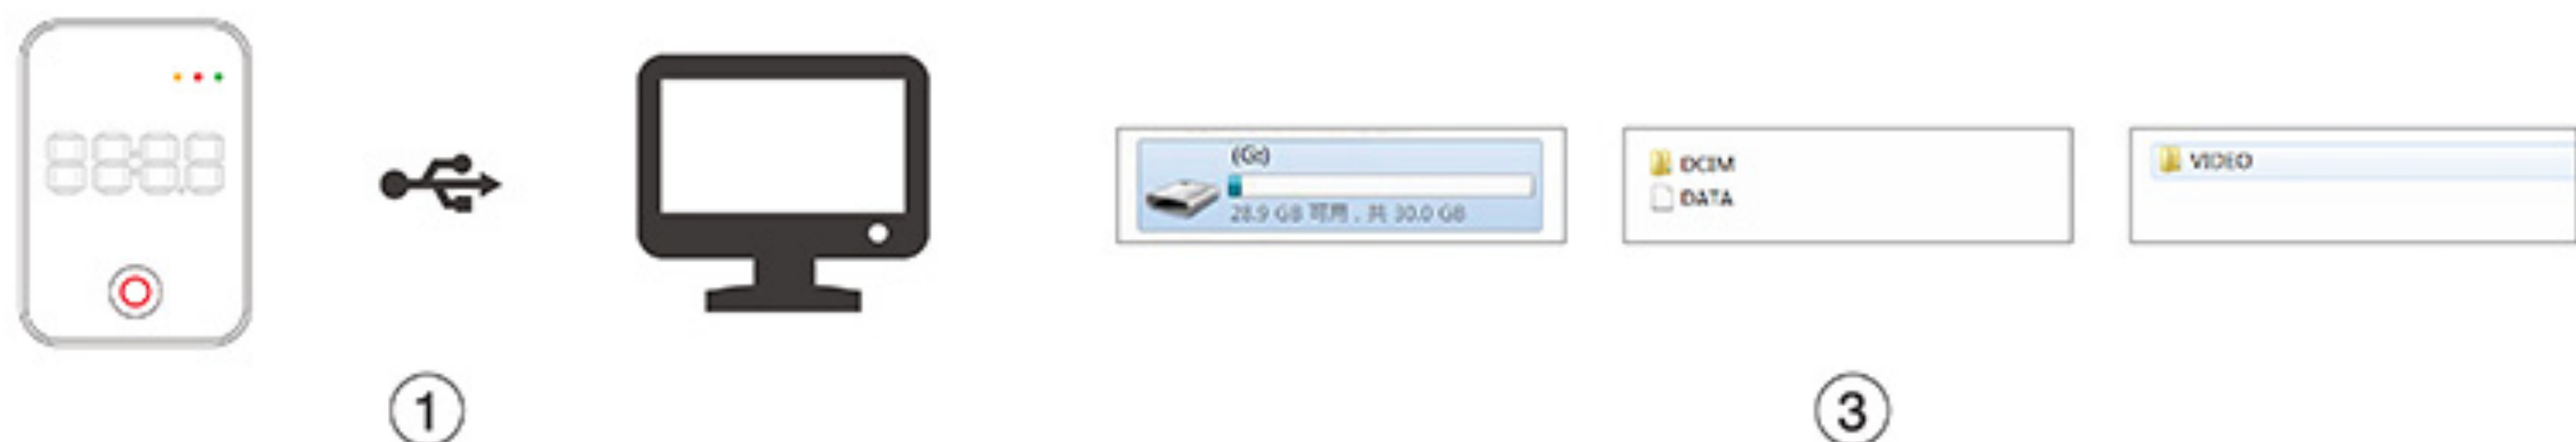 (G:)
28.9 GB 可用，共 30.0 GB
DCIM
DATA
VIDEO
1
3